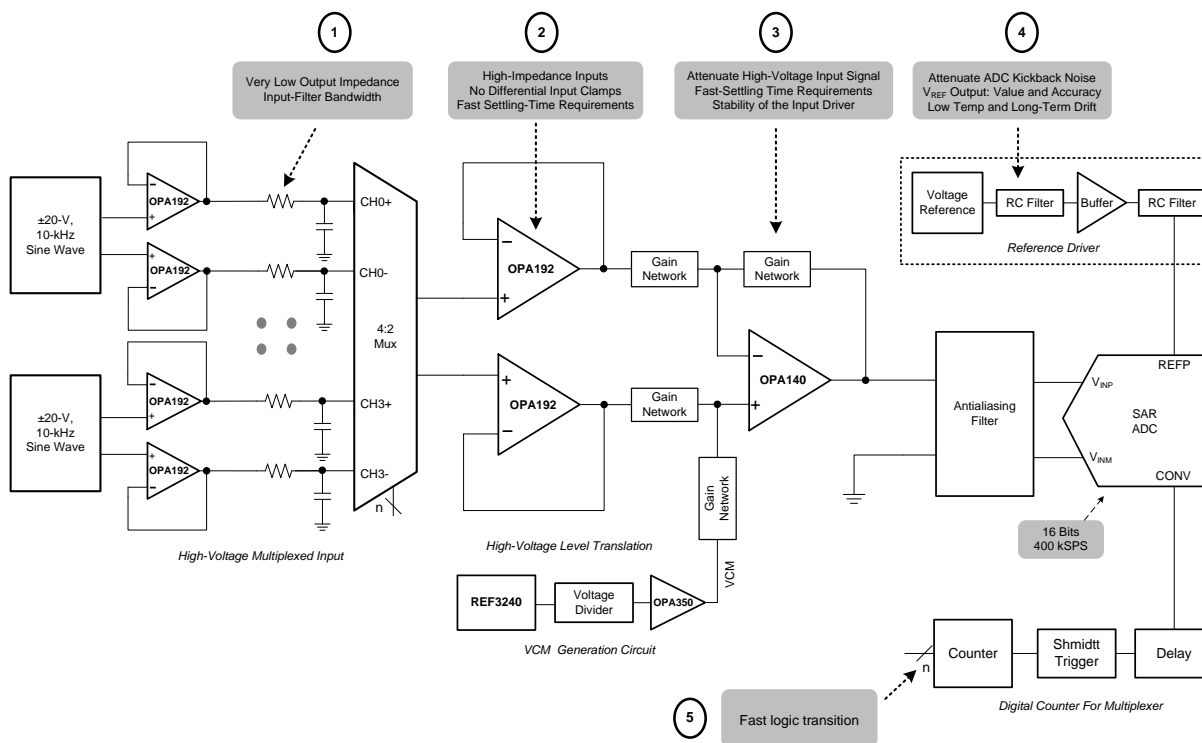 1
2
3
4
Very Low Output Impedance
Input-Filter Bandwidth
High-Impedance Inputs
No Differential Input Clamps
Fast Settling-Time Requirements
Attenuate High-Voltage Input Signal
Fast-Settling Time Requirements
Stability of the Input Driver
Attenuate ADC Kickback Noise
VREF Output: Value and Accuracy
Low Temp and Long-Term Drift
±20-V,
10-kHz
Sine Wave
OPA192
+
OPA192
+
CH0+
CH0-
4:2
Mux
CH3+
CH3-
n
±20-V,
10-kHz
Sine Wave
OPA192
+
OPA192
+
High-Voltage Multiplexed Input
OPA192
+
OPA192
+
High-Voltage Level Translation
Gain
Network
Gain
Network
Gain
Network
Gain
Network
OPA140
+
VCM
REF3240
Voltage
Divider
OPA350
VCM Generation Circuit
Voltage
Reference
RC Filter
Buffer
RC Filter
Reference Driver
Antialiasing
Filter
REFP
VINP
SAR
ADC
VINM
CONV
16 Bits
400 kSPS
n
Counter
Shmidtt
Trigger
Delay
Digital Counter For Multiplexer
5
Fast logic transition